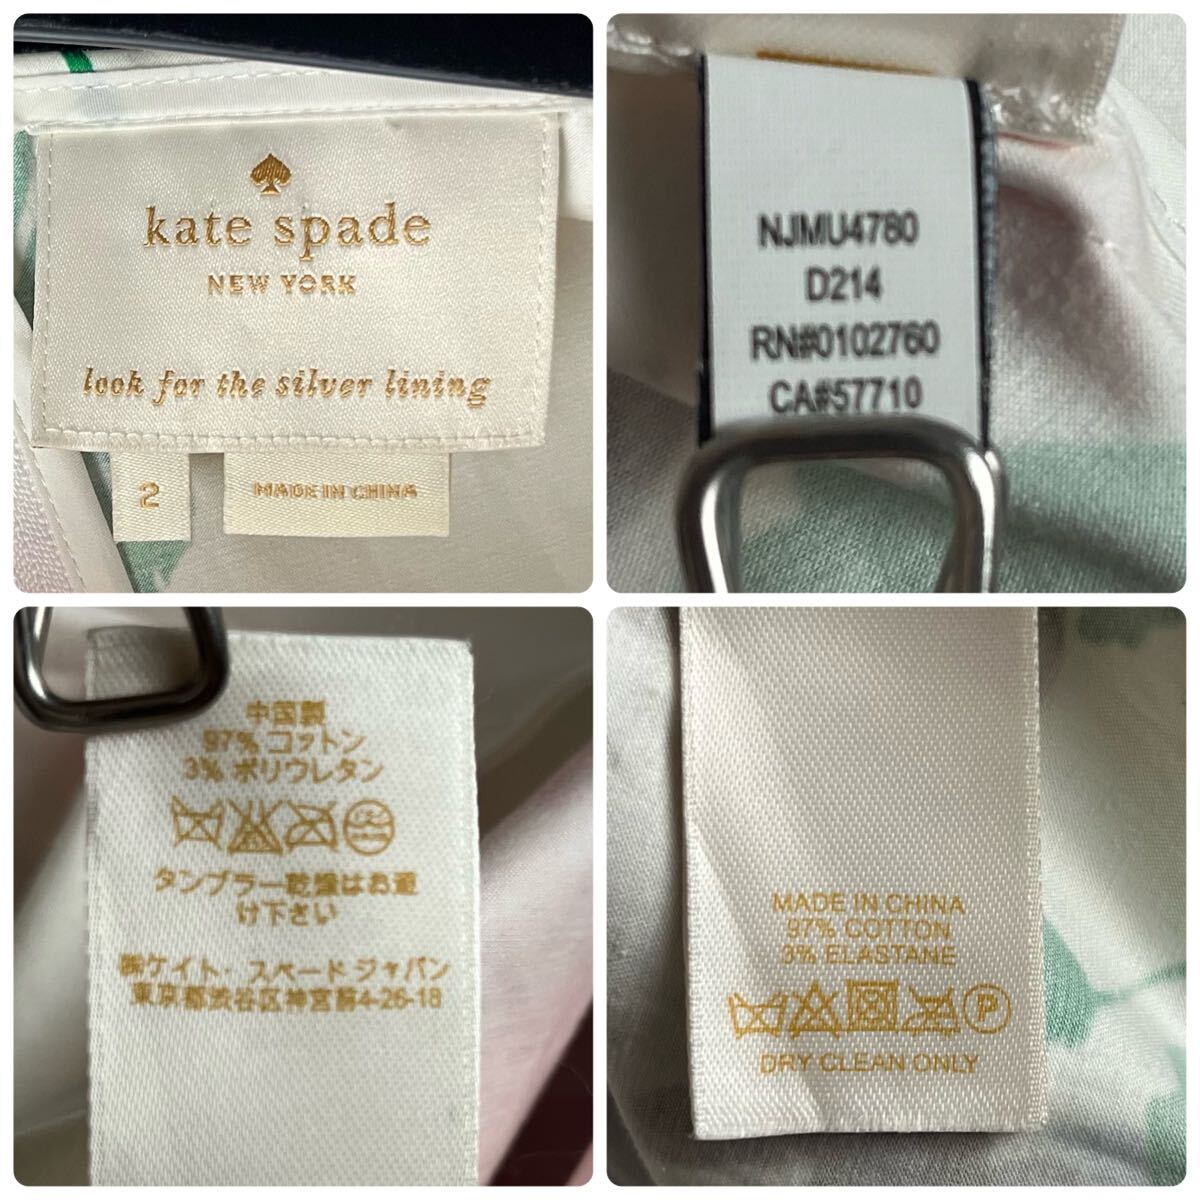 kate spade
NEW YORK
look for the silver lining
2
MADE IN CHINA
NJMU4780
D214
RN#0102760
CA#57710
中国製
97% コットン
3% ポリウレタン
タンブラー乾燥はお避
け下さい
㈱ケイト・スペードジャパン
東京都渋谷区神宮前4-26-18
MADE IN CHINA
97% COTTON
3% ELASTANE
P
DRY CLEAN ONLY